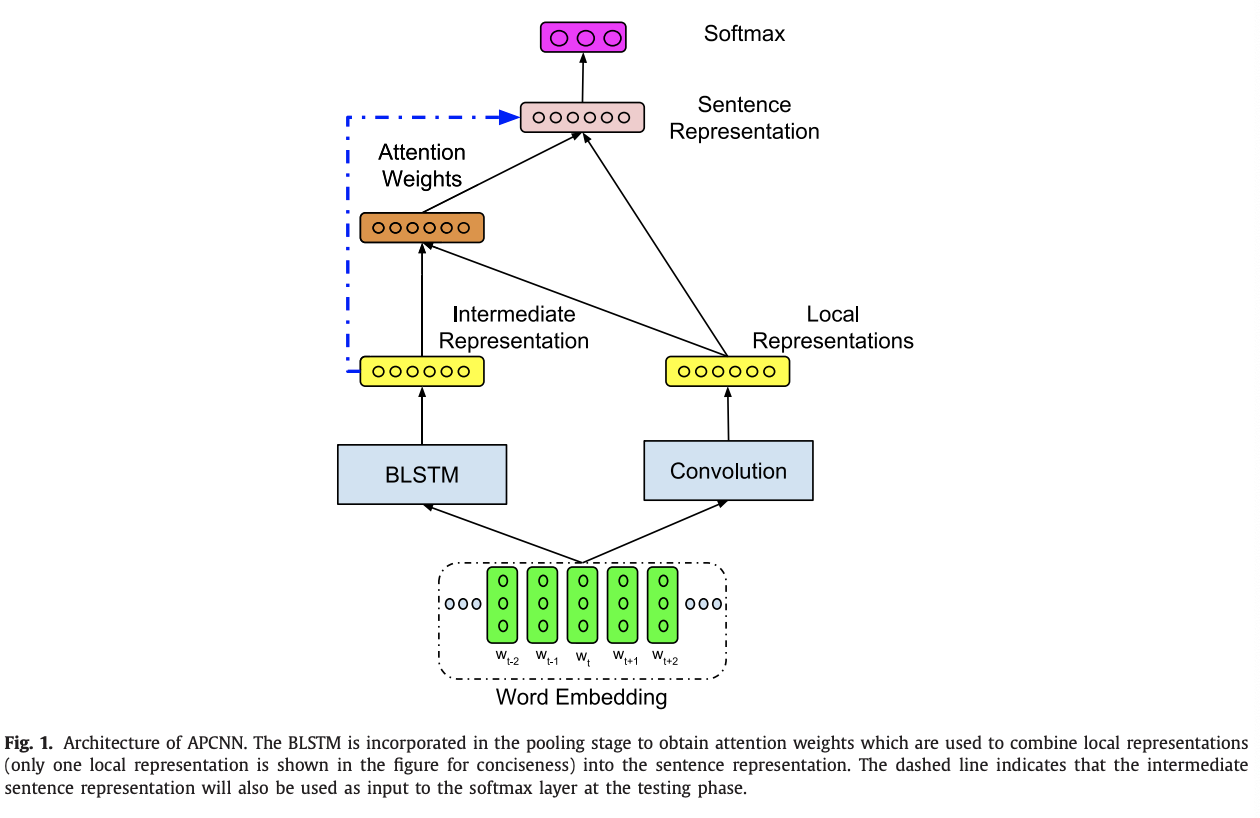 Softmax
Sentence
Representation
Attention
Weights
Intermediate
Representation
Local
Representations
BLSTM
Convolution
w_t-2 w_t-1 w_t w_t+1 w_t+2
Word Embedding
Fig. 1. Architecture of APCNN. The BLSTM is incorporated in the pooling stage to obtain attention weights which are used to combine local representations
(only one local representation is shown in the figure for conciseness) into the sentence representation. The dashed line indicates that the intermediate
sentence representation will also be used as input to the softmax layer at the testing phase.